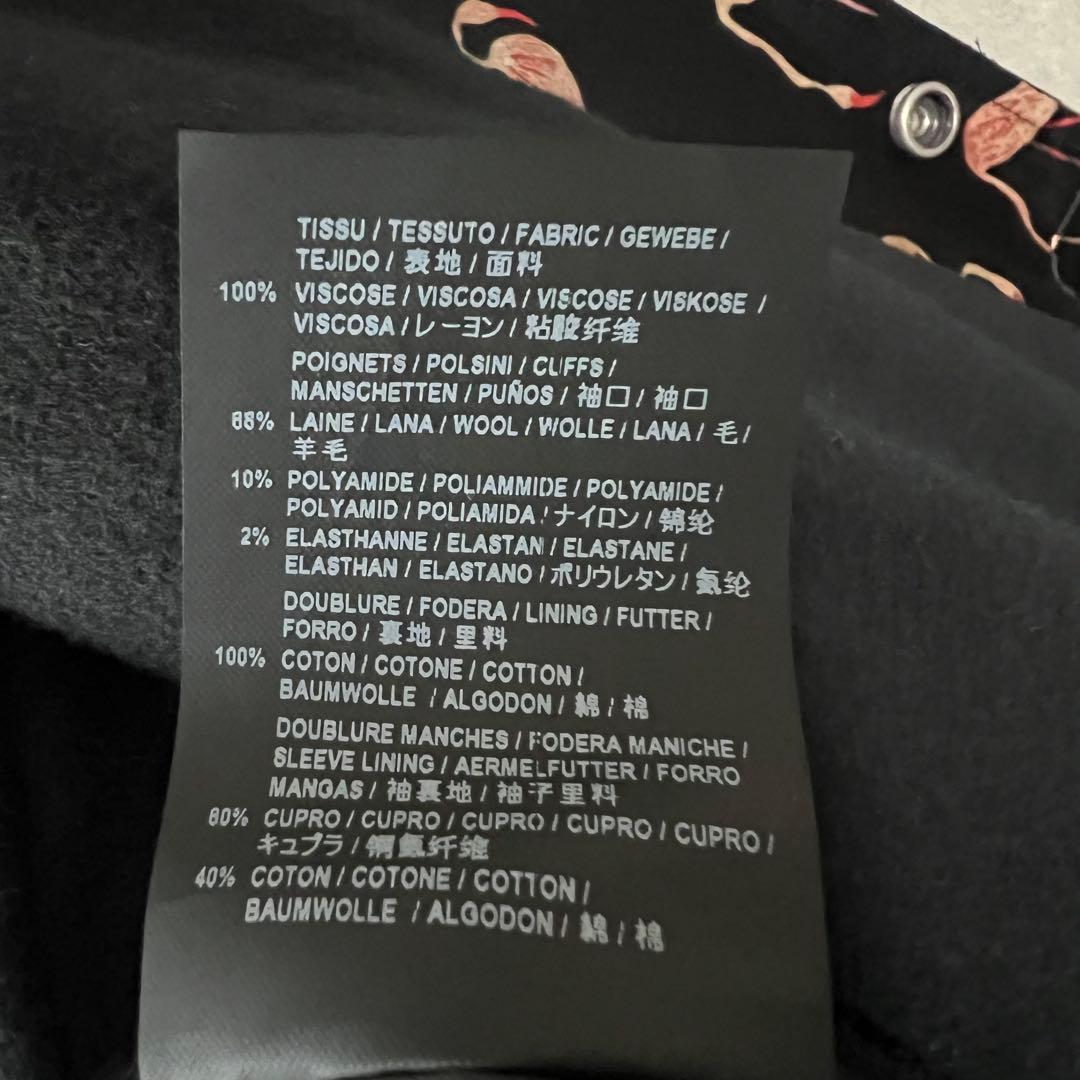 TISSU / TESSUTO / FABRIC / GEWEBE /
TEJIDO / 表地 / 面料
100% VISCOSE / VISCOSA / VISCOSE / VISKOSE /
VISCOSA / レーヨン / 粘胶纤维
POIGNETS / POLSINI / CUFFS /
MANSCHETTEN / PUÑOS / 袖口 / 袖口
88% LAINE / LANA / WOOL / WOLLE / LANA / 毛 /
羊毛
10% POLYAMIDE / POLIAMMIDE / POLYAMIDE /
POLYAMID / POLIAMIDA / ナイロン / 锦纶
2% ELASTHANNE / ELASTAN / ELASTANE /
ELASTHAN / ELASTANO / ポリウレタン / 氨纶
DOUBLURE / FODERA / LINING / FUTTER /
FORRO / 裏地 / 里料
100% COTON / COTONE / COTTON /
BAUMWOLLE / ALGODON / 綿 / 棉
DOUBLURE MANCHES / FODERA MANICHE /
SLEEVE LINING / AERMELFUTTER / FORRO
MANGAS / 袖裏地 / 袖子里料
60% CUPRO / CUPRO / CUPRO / CUPRO / CUPRO /
キュプラ / 铜氨纤维
40% COTON / COTONE / COTTON /
BAUMWOLLE / ALGODON / 綿 / 棉